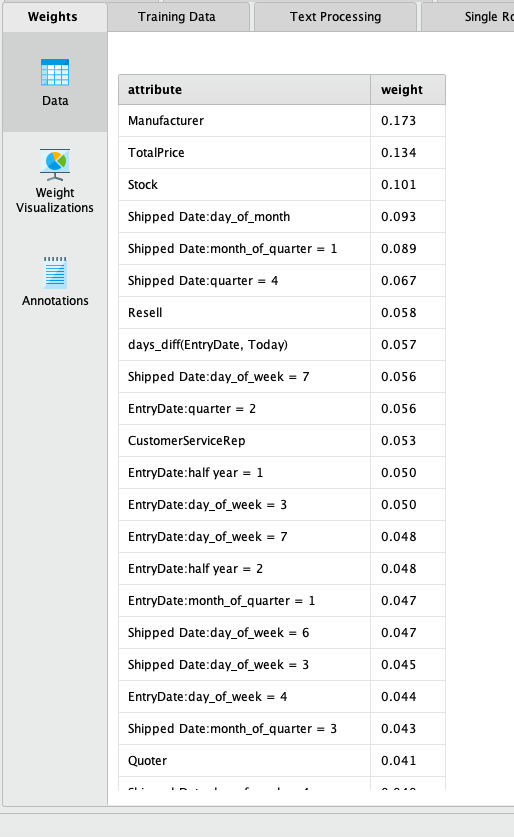 Weights
Training Data
Text Processing
Single Ro
Data
Weight
Visualizations
Annotations
attribute weight
Manufacturer 0.173
TotalPrice 0.134
Stock 0.101
Shipped Date:day_of_month 0.093
Shipped Date:month_of_quarter = 1 0.089
Shipped Date:quarter = 4 0.067
Resell 0.058
days_diff(EntryDate, Today) 0.057
Shipped Date:day_of_week = 7 0.056
EntryDate:quarter = 2 0.056
CustomerServiceRep 0.053
EntryDate:half year = 1 0.050
EntryDate:day_of_week = 3 0.050
EntryDate:day_of_week = 7 0.048
EntryDate:half year = 2 0.048
EntryDate:month_of_quarter = 1 0.047
Shipped Date:day_of_week = 6 0.047
Shipped Date:day_of_week = 3 0.045
EntryDate:day_of_week = 4 0.044
Shipped Date:month_of_quarter = 3 0.043
Quoter 0.041